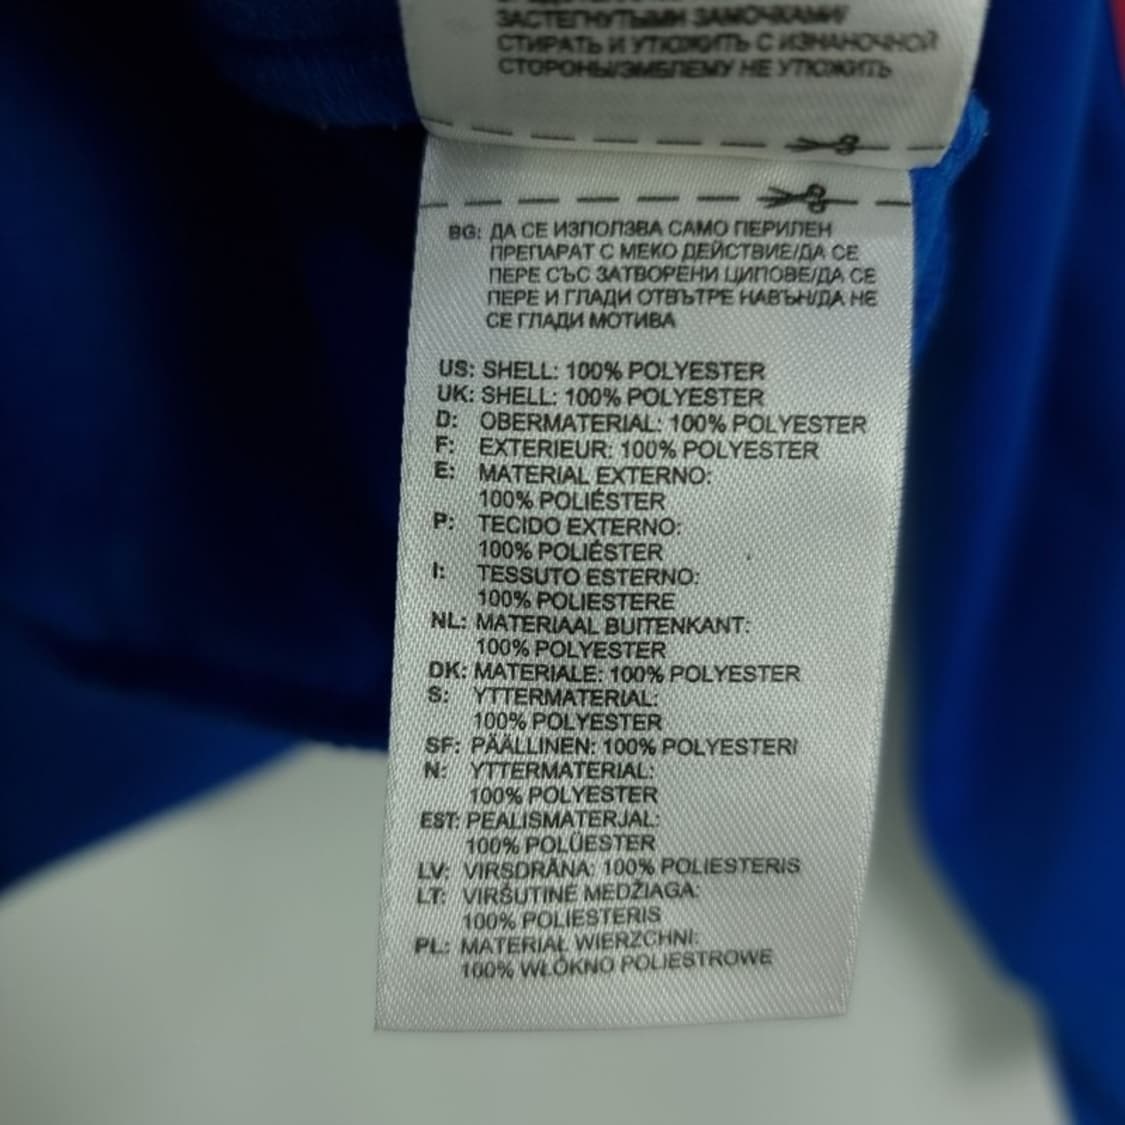 ЗАСТЕГНУТЫМИ ЗАМОЧКАМИ/
СТИРАТЬ И УТЮЖИТЬ С ИЗНАНОЧНОЙ
СТОРОНЫ/ЭМБЛЕМУ НЕ УТЮЖИТЬ
BG: ДА СЕ ИЗПОЛЗВА САМО ПЕРИЛЕН
ПРЕПАРАТ С МЕКО ДЕЙСТВИЕ/ДА СЕ
ПЕРЕ СЪС ЗАТВОРЕНИ ЦИПОВЕ/ДА СЕ
ПЕРЕ И ГЛАДИ ОТВЪТРЕ НАВЪН/ДА НЕ
СЕ ГЛАДИ МОТИВА
US: SHELL: 100% POLYESTER
UK: SHELL: 100% POLYESTER
D: OBERMATERIAL: 100% POLYESTER
F: EXTERIEUR: 100% POLYESTER
E: MATERIAL EXTERNO:
100% POLIÉSTER
P: TECIDO EXTERNO:
100% POLIÉSTER
I: TESSUTO ESTERNO:
100% POLIESTERE
NL: MATERIAAL BUITENKANT:
100% POLYESTER
DK: MATERIALE: 100% POLYESTER
S: YTTERMATERIAL:
100% POLYESTER
SF: PÄÄLLINEN: 100% POLYESTERI
N: YTTERMATERIAL:
100% POLYESTER
EST: PEALISMATERJAL:
100% POLÜESTER
LV: VIRSDRĀNA: 100% POLIESTERIS
LT: VIRŠUTINĖ MEDŽIAGA:
100% POLIESTERIS
PL: MATERIAŁ WIERZCHNI:
100% WŁÓKNO POLIESTROWE